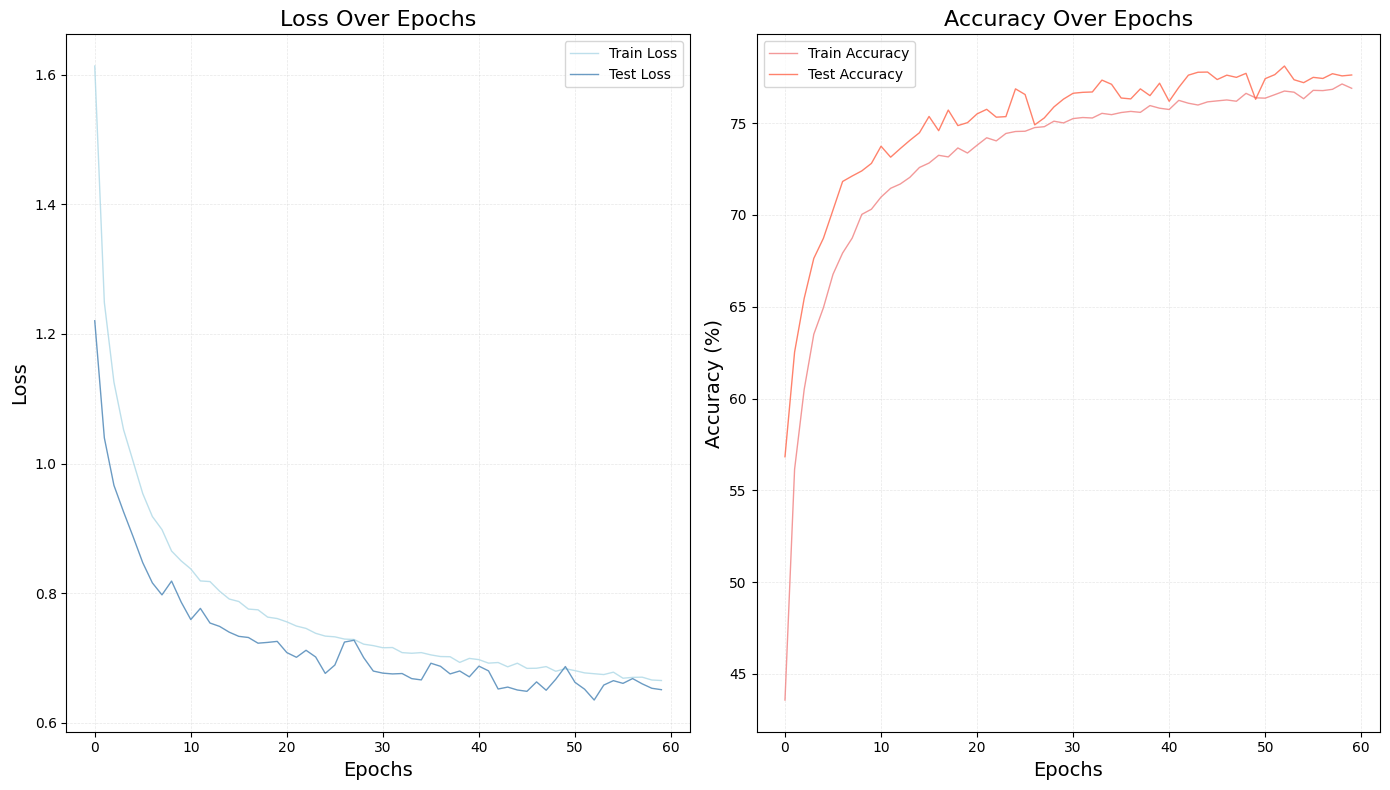 Loss Over Epochs
Train Loss
Test Loss
1.6
1.4
1.2
1.0
0.8
0.6
Loss
0 10 20 30 40 50 60
Epochs
Accuracy Over Epochs
Train Accuracy
Test Accuracy
75
70
65
60
55
50
45
Accuracy (%)
0 10 20 30 40 50 60
Epochs